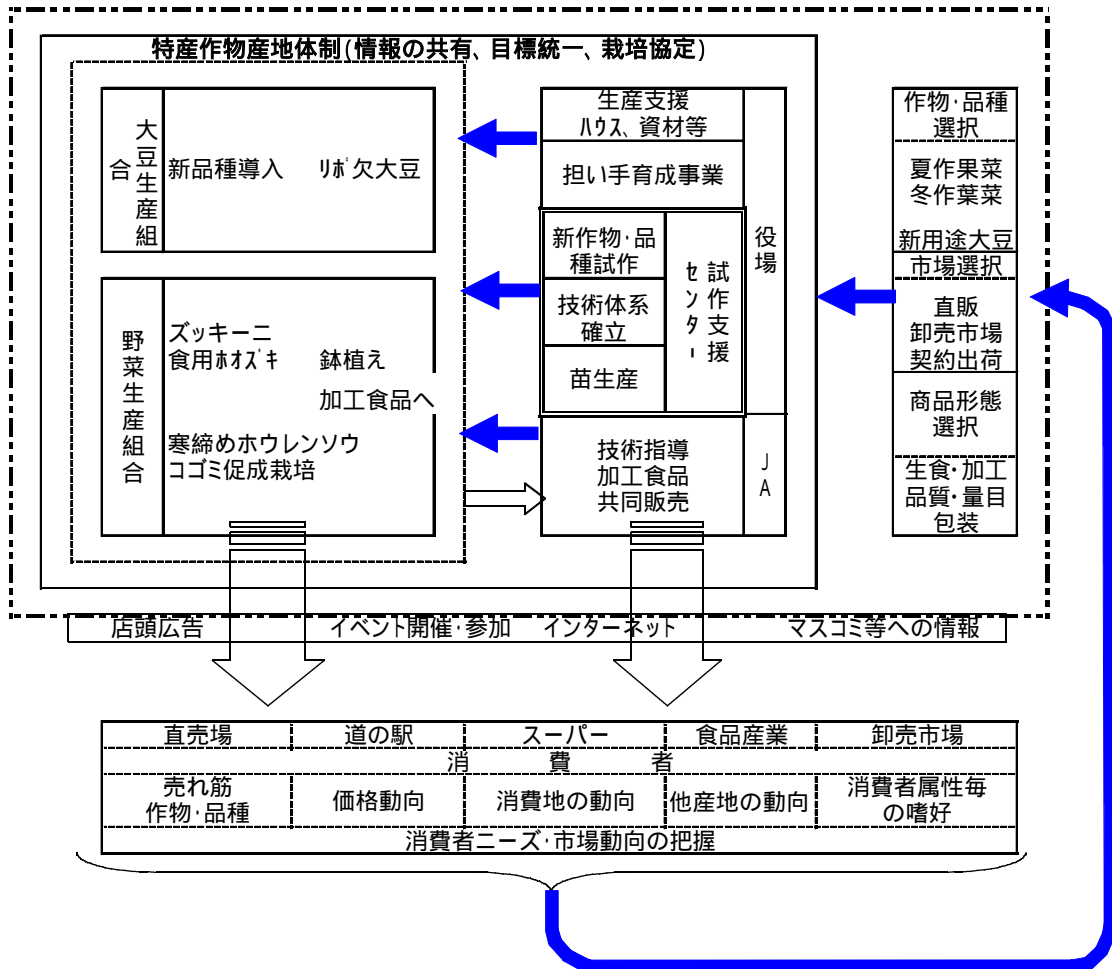 特産作物産地体制(情報の共有、目標統一、栽培協定)
大豆生産組合
新品種導入 ﾘﾎﾟ欠大豆
野菜生産組合
ズッキーニ
食用ﾎｵｽﾞｷ 鉢植え
加工食品へ
寒締めホウレンソウ
コゴミ促成栽培
生産支援
ﾊｳｽ、資材等
担い手育成事業
新作物・品
種試作
技術体系
確立
苗生産
試作支援
センター
役場
技術指導
加工食品
共同販売
JA
作物・品種
選択
夏作果菜
冬作葉菜
新用途大豆
市場選択
直販
卸売市場
契約出荷
商品形態
選択
生食・加工
品質・量目
包装
店頭広告 イベント開催・参加 インターネット マスコミ等への情報
直売場 道の駅 スーパー 食品産業 卸売市場
消 費 者
売れ筋
作物・品種
価格動向
消費地の動向
他産地の動向
消費者属性毎
の嗜好
消費者ニーズ・市場動向の把握